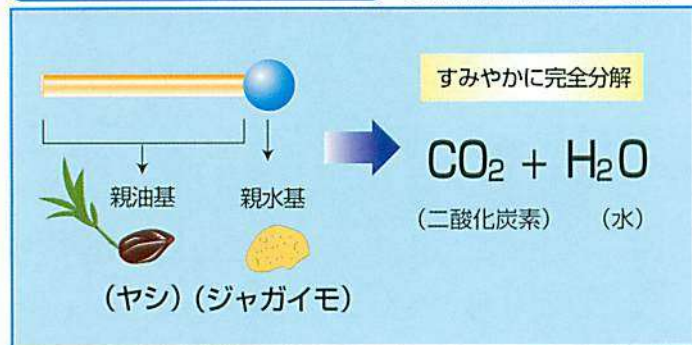 すみやかに完全分解
親油基
親水基
(ヤシ)
(ジャガイモ)
CO₂ + H₂O
(二酸化炭素)
(水)